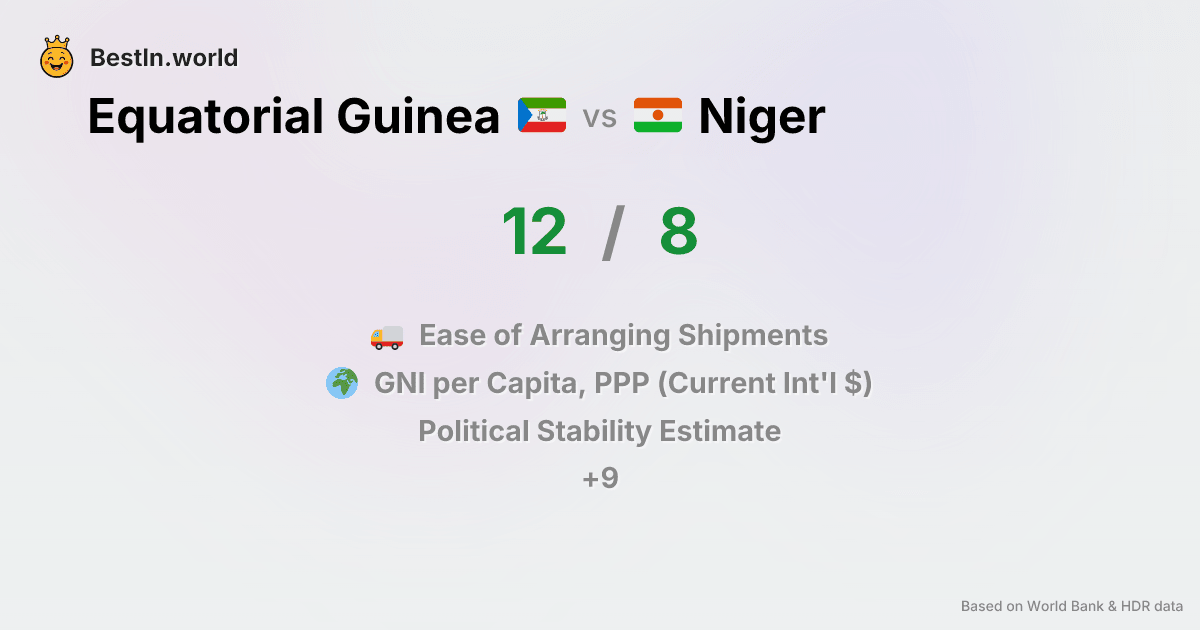 BestIn.world
Equatorial Guinea vs Niger
12 / 8
Ease of Arranging Shipments
GNI per Capita, PPP (Current Int'l $)
Political Stability Estimate
+9
Based on World Bank & HDR data